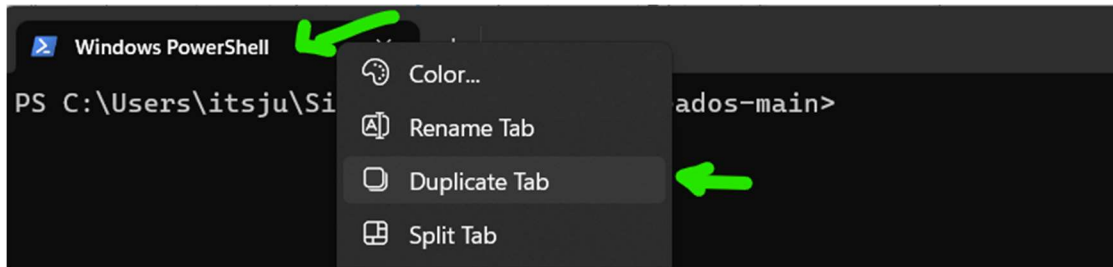 Windows PowerShell
Color...
PS C:\Users\itsju\Si ados-main>
Rename Tab
Duplicate Tab
Split Tab